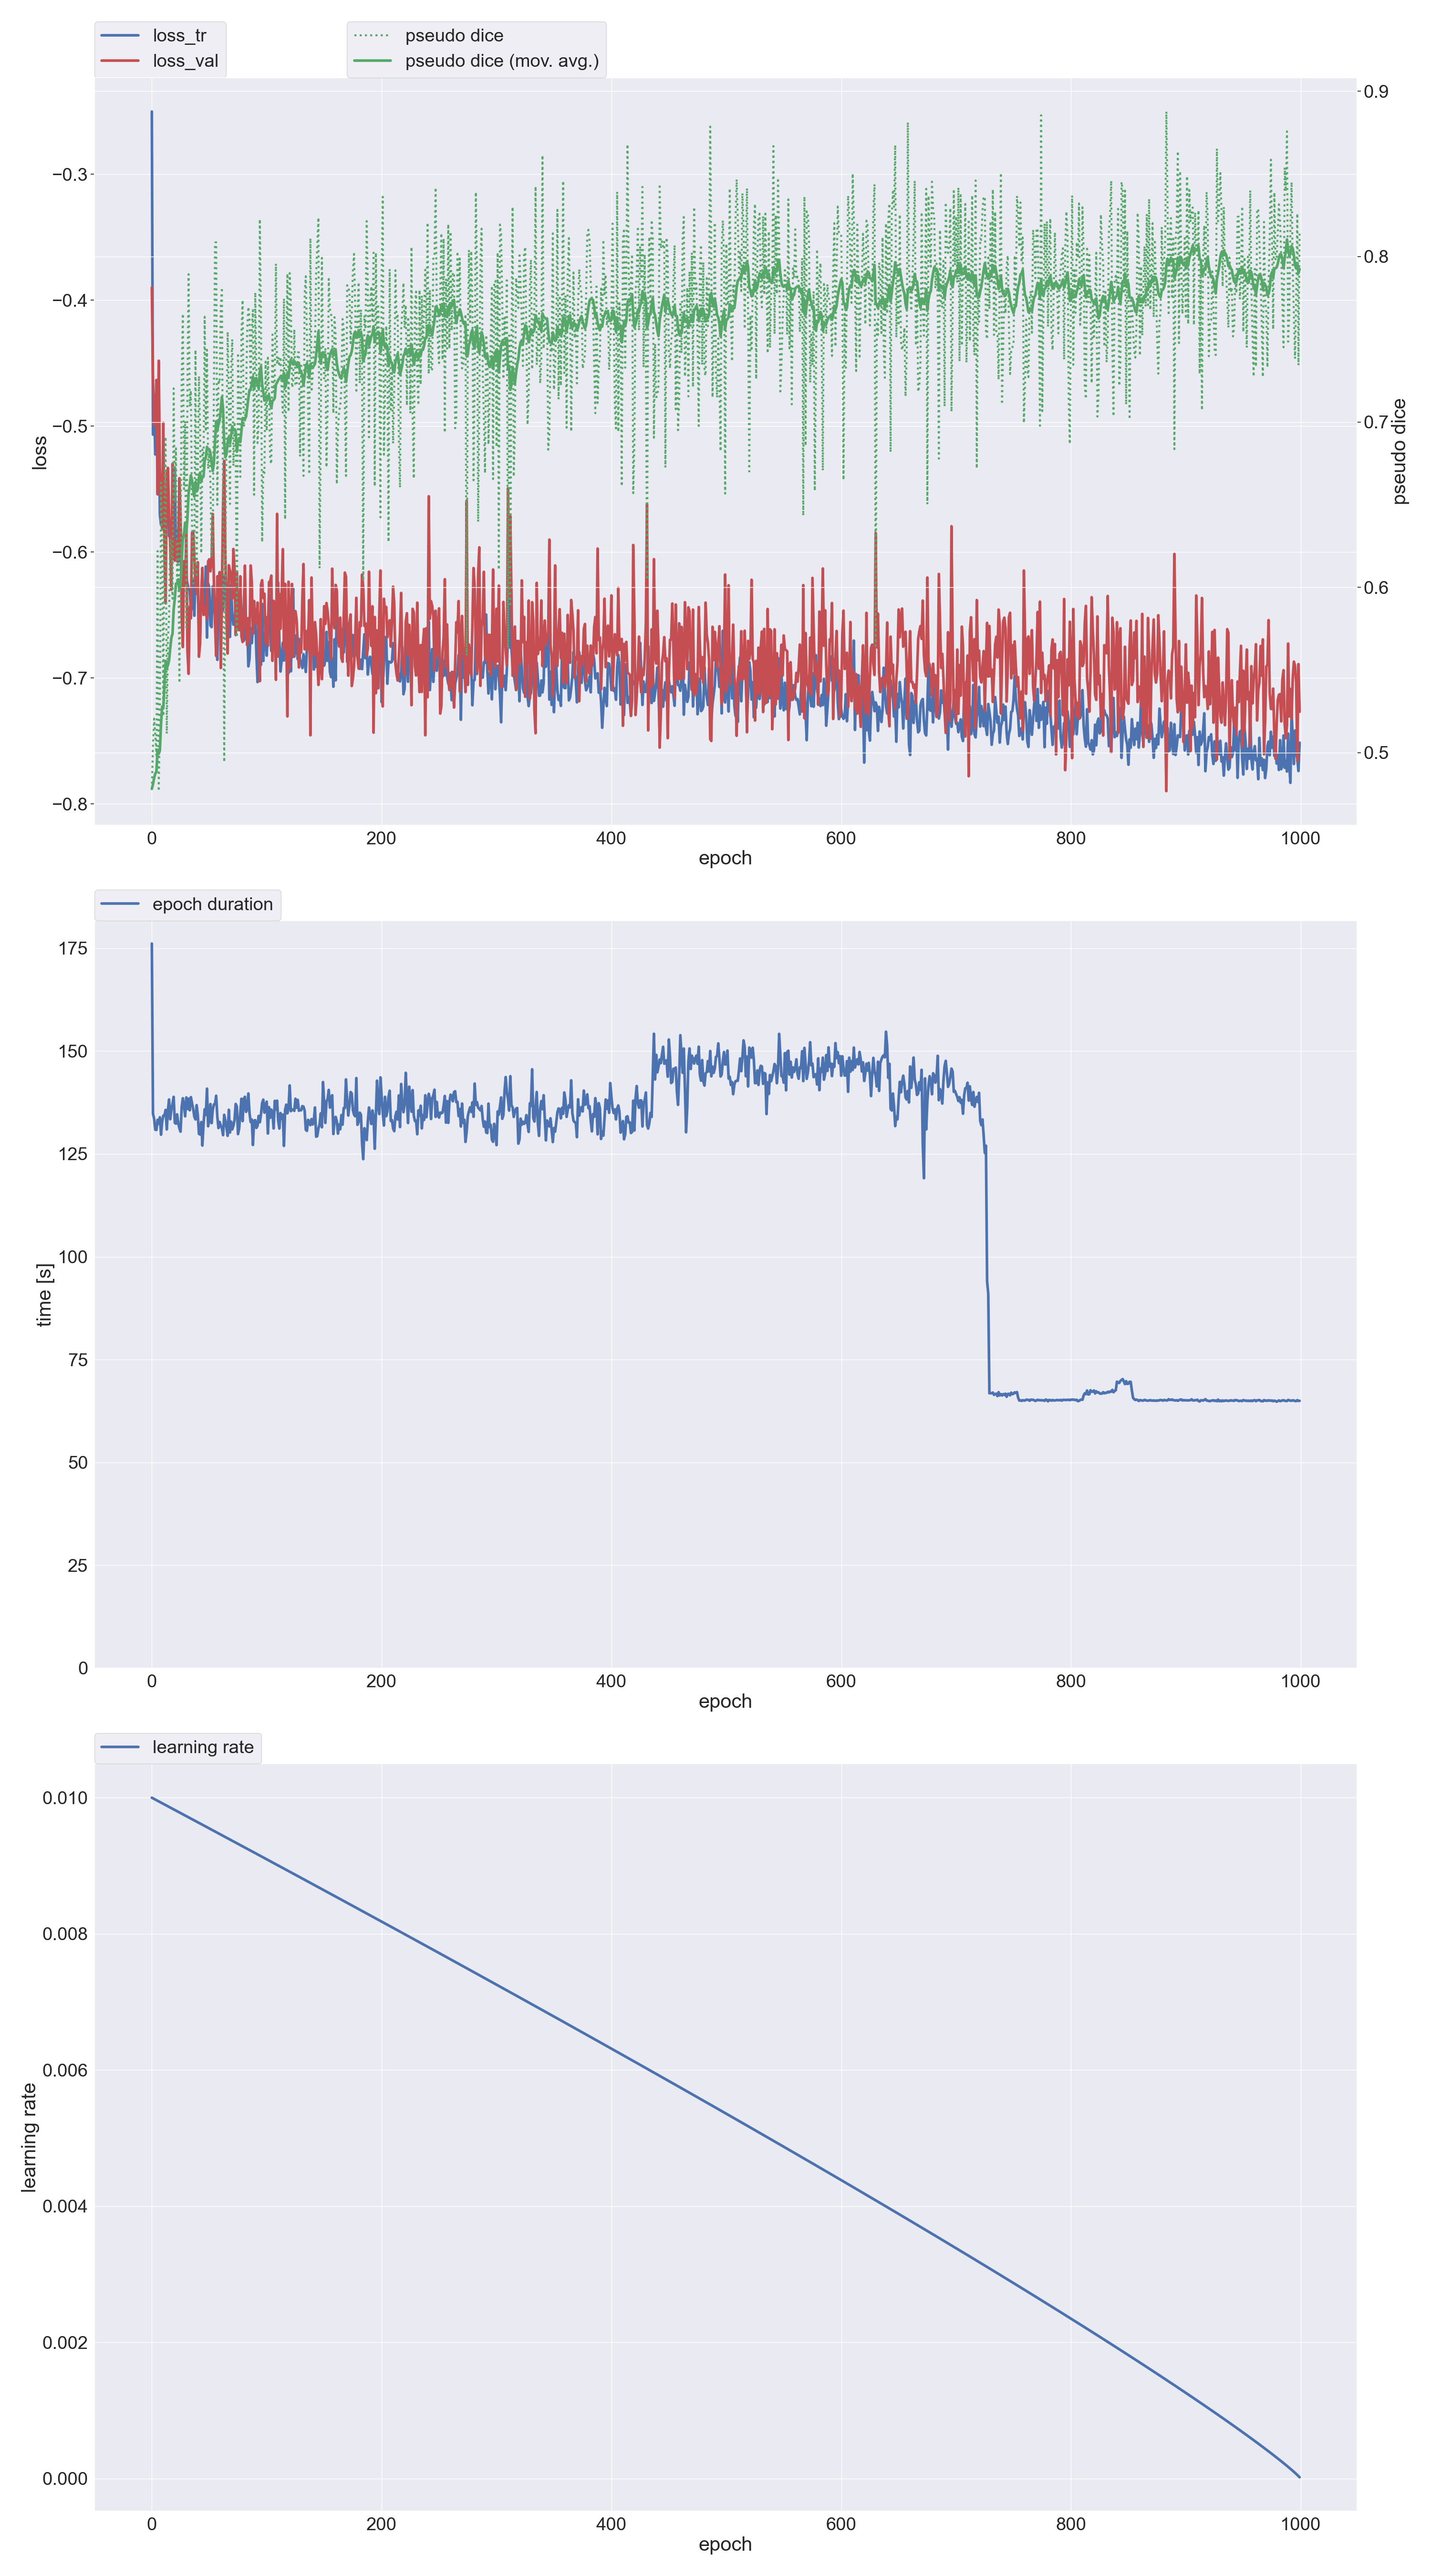 loss_tr
loss_val
pseudo dice
pseudo dice (mov. avg.)
−0.3
−0.4
−0.5
−0.6
−0.7
−0.8
loss
0.9
0.8
0.7
0.6
0.5
pseudo dice
0 200 400 600 800 1000
epoch
epoch duration
175
150
125
100
75
50
25
0
time [s]
0 200 400 600 800 1000
epoch
learning rate
0.010
0.008
0.006
0.004
0.002
0.000
learning rate
0 200 400 600 800 1000
epoch